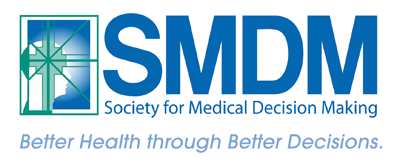 SMDM
Society for Medical Decision Making
Better Health through Better Decisions.